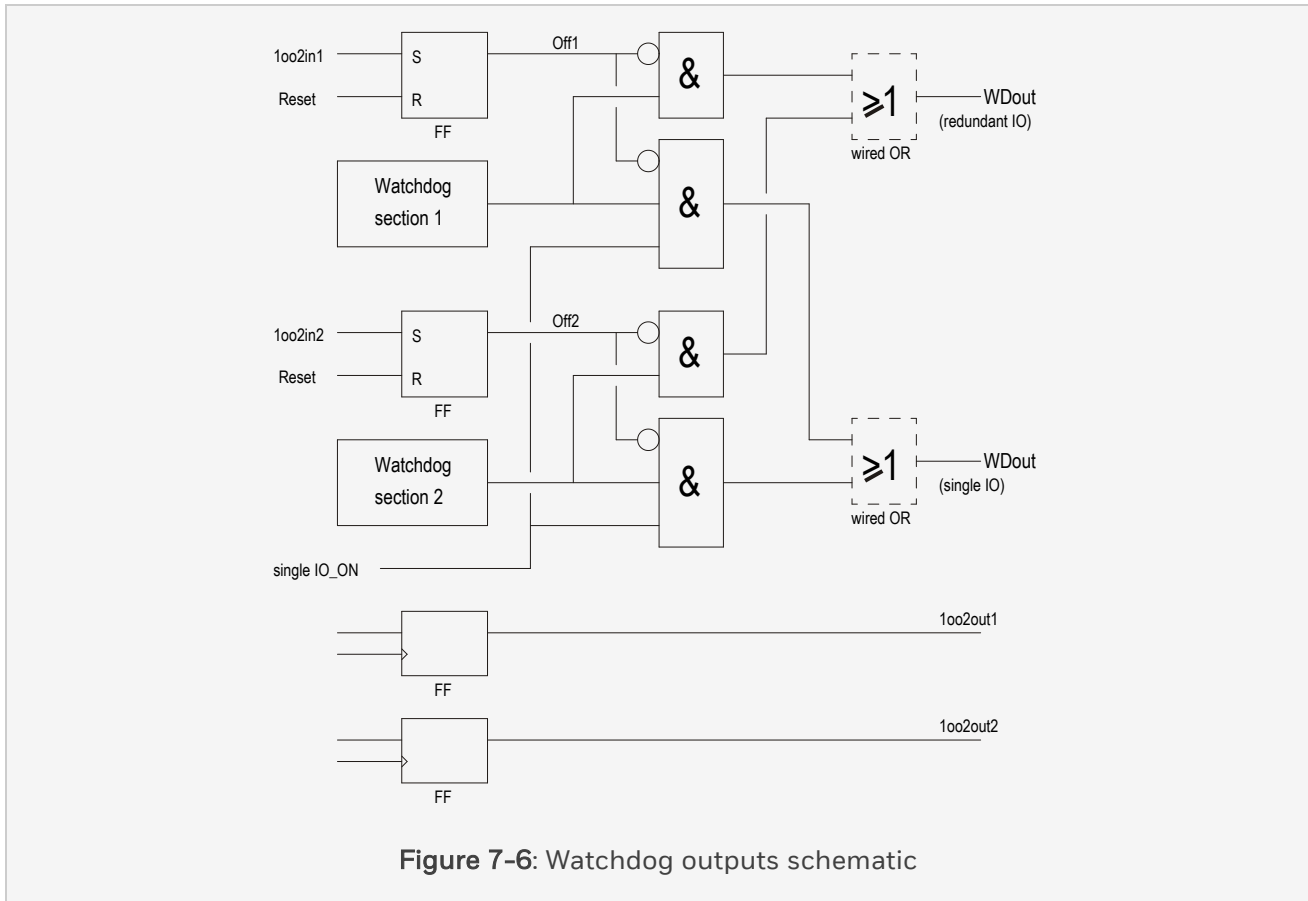 1oo2in1
S
Off1
&
≥1
WDout
(redundant IO)
Reset
R
FF
wired OR
Watchdog
section 1
&
1oo2in2
S
Off2
&
Reset
R
FF
Watchdog
section 2
&
≥1
WDout
(single IO)
wired OR
single IO_ON
1oo2out1
FF
1oo2out2
FF
Figure 7-6: Watchdog outputs schematic